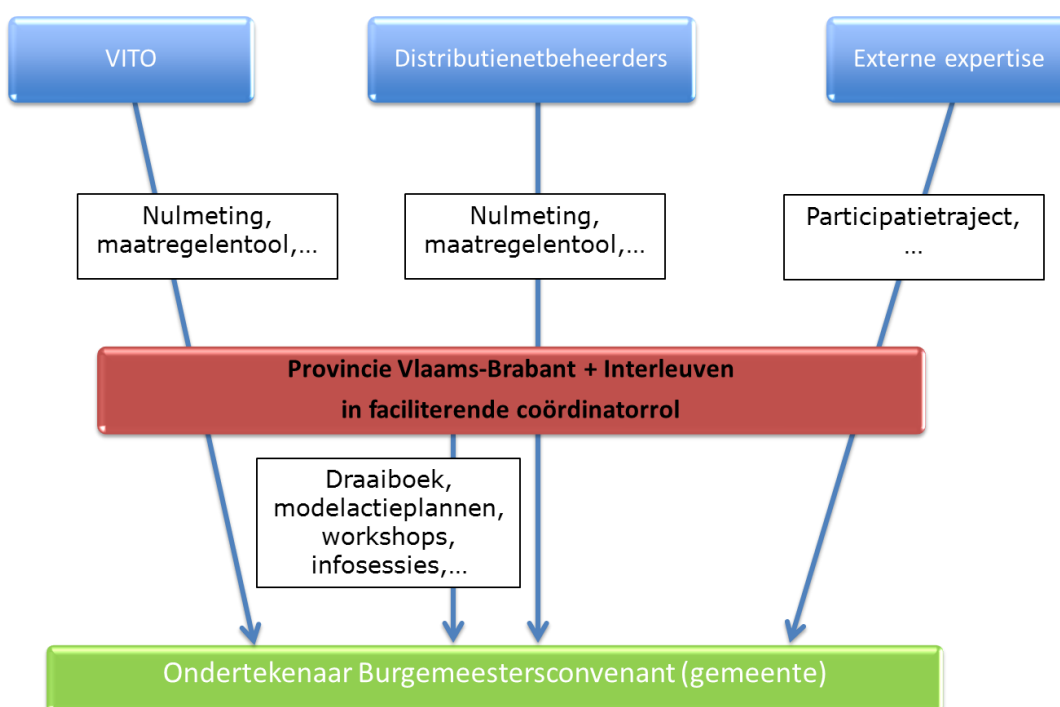 VITO
Distributienetbeheerders
Externe expertise
Nulmeting,
maatregelentool,...
Nulmeting,
maatregelentool,...
Participatietraject,
...
Provincie Vlaams-Brabant + Interleuven
in faciliterende coördinatorrol
Draaiboek,
modelactieplannen,
workshops,
infosessies,...
Ondertekenaar Burgemeestersconvenant (gemeente)